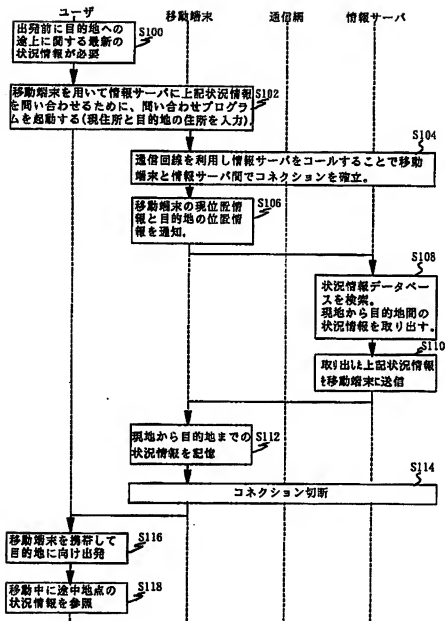 ユーザ
移動端末
通信網
情報サーバ
S100
出発前に目的地への
途上に関する最新の
状況情報が必要
S102
移動端末を用いて情報サーバに上記状況情報
を問い合わせるために、問い合わせプログラ
ムを起動する(現住所と目的地の住所を入力)。
S104
通信回線を利用し情報サーバをコールすることで移動
端末と情報サーバ間でコネクションを確立。
S106
移動端末の現位置情
報と目的地の位置情
報を通知。
S108
状況情報データベー
スを検索。
現地から目的地間の
状況情報を取り出す。
S110
取り出した上記状況情報
を移動端末に送信
S112
現地から目的地までの
状況情報を記憶
S114
コネクション切断
S116
移動端末を携帯して
目的地に向け出発
S118
移動中に途中地点の
状況情報を参照